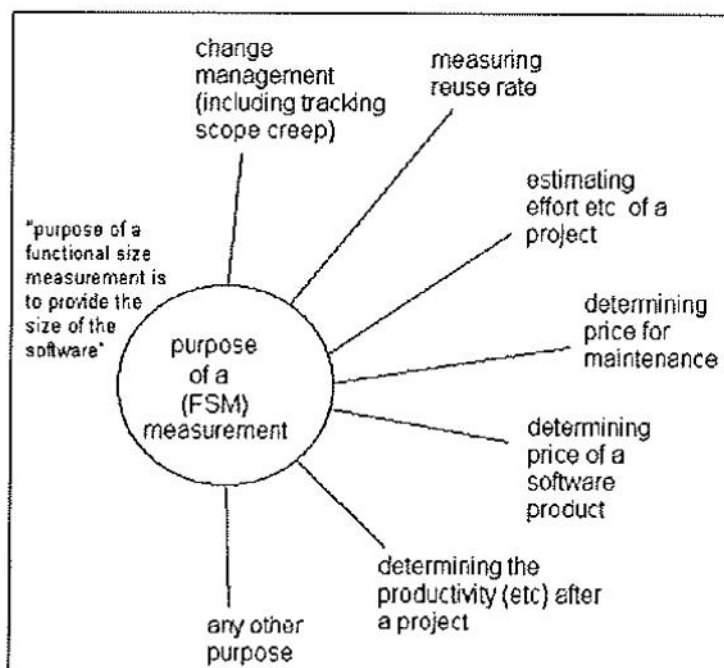 change
management
(including tracking
scope creep)
measuring
reuse rate
estimating
effort etc of a
project
"purpose of a
functional size
measurement is
to provide the
size of the
software"
determining
price for
maintenance
purpose
of a
(FSM)
measurement
determining
price of a
software
product
determining the
productivity (etc) after
a project
any other
purpose